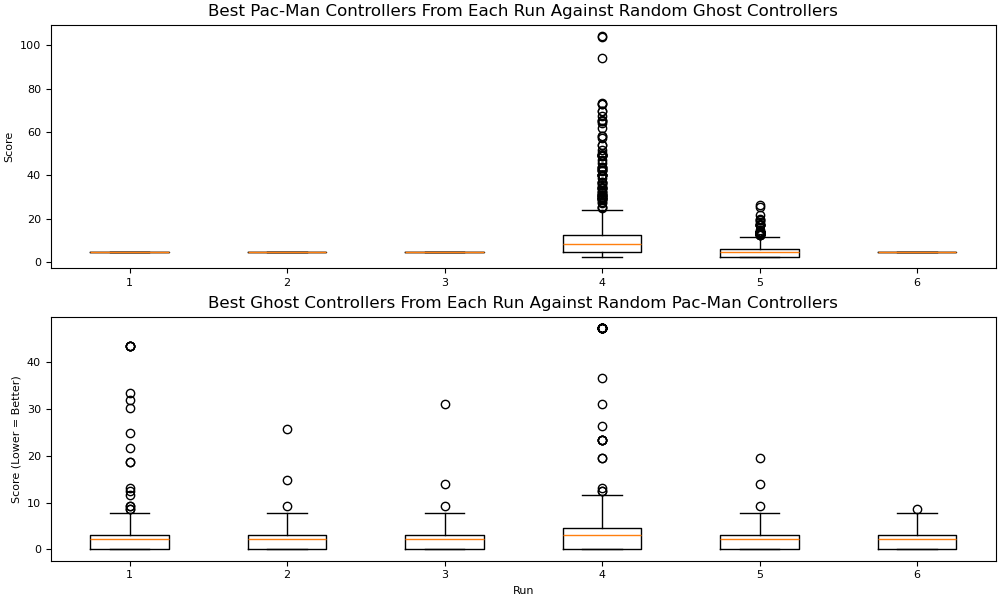 Best Pac-Man Controllers From Each Run Against Random Ghost Controllers
100
80
60
40
20
0
Score
1 2 3 4 5 6
Best Ghost Controllers From Each Run Against Random Pac-Man Controllers
40
30
20
10
0
Score (Lower = Better)
1 2 3 4 5 6
Run